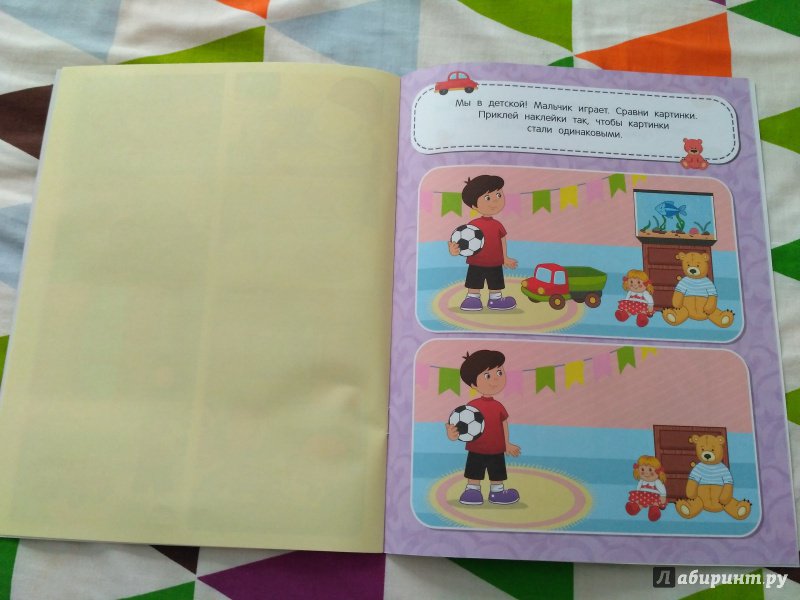 Мы в детской! Мальчик играет. Сравни картинки.
Приклей наклейки так, чтобы картинки
стали одинаковыми.
Лабиринт.ру